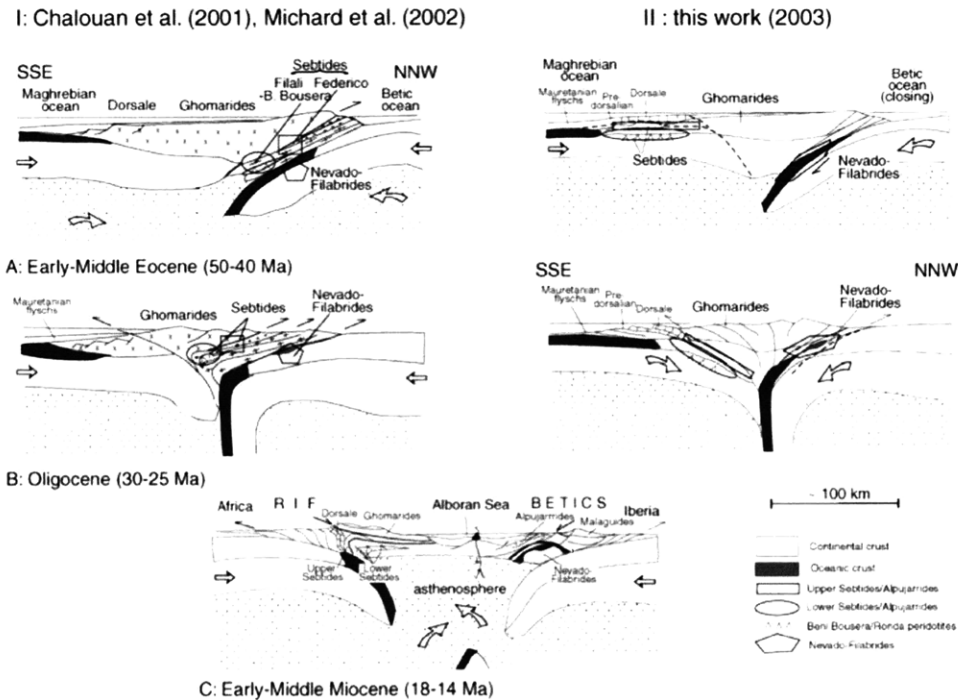 I: Chalouan et al. (2001), Michard et al. (2002)
II : this work (2003)
SSE
NNW
Sebtides
Filali Federico
-B. Bousera
Maghrebian
ocean
Dorsale
Ghomarides
Betic
ocean
Nevado-
Filabrides
Maghrebian
ocean
Mauretanian
flyschs
Pre
dorsalian
Dorsale
Ghomarides
Betic
ocean
(closing)
Sebtides
Nevado-
Filabrides
A: Early-Middle Eocene (50-40 Ma)
SSE
NNW
Mauretanian
flyschs
Ghomarides
Sebtides
Nevado-
Filabrides
Mauretanian
flyschs
Pre
dorsalian
Dorsale
Ghomarides
Nevado-
Filabrides
B: Oligocene (30-25 Ma)
Africa
RIF
Alboran Sea
BETICS
Iberia
Dorsale
Ghomarides
Alpujarrides
Malaguides
Upper
Sebtides
Lower
Sebtides
Nevado-
Filabrides
asthenosphere
C: Early-Middle Miocene (18-14 Ma)
~ 100 km
Continental crust
Oceanic crust
Upper Sebtides/Alpujarrides
Lower Sebtides/Alpujarrides
Beni Bousera/Ronda peridotites
Nevado-Filabrides